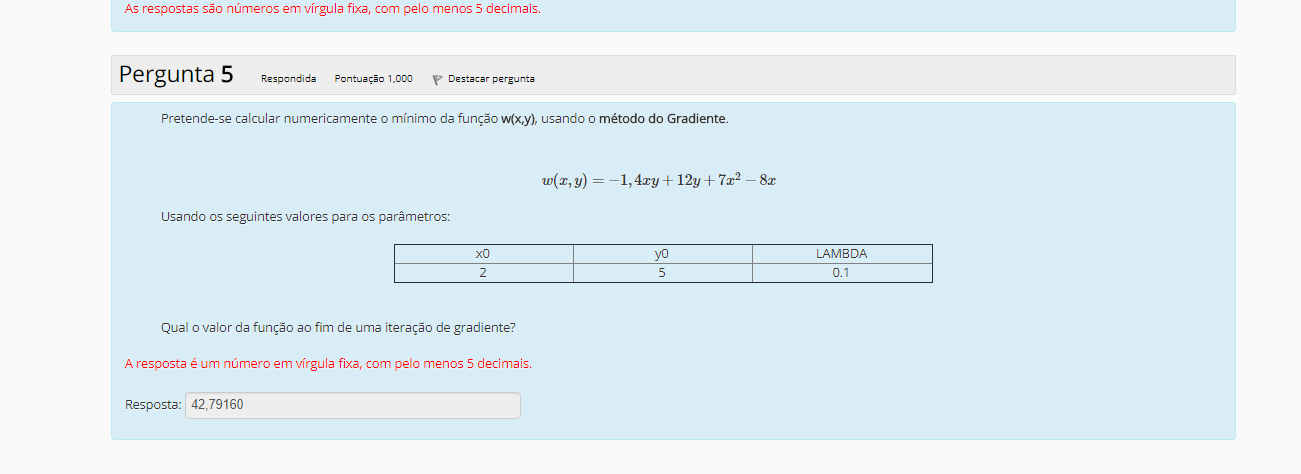 As respostas são números em vírgula fixa, com pelo menos 5 decimais.
Pergunta 5 Respondida Pontuação 1,000 Destacar pergunta
Pretende-se calcular numericamente o mínimo da função w(x,y), usando o método do Gradiente.
w(x, y) = −1, 4xy + 12y + 7x² − 8x
Usando os seguintes valores para os parâmetros:
x0 y0 LAMBDA
2 5 0.1
Qual o valor da função ao fim de uma iteração de gradiente?
A resposta é um número em vírgula fixa, com pelo menos 5 decimais.
Resposta: 42,79160